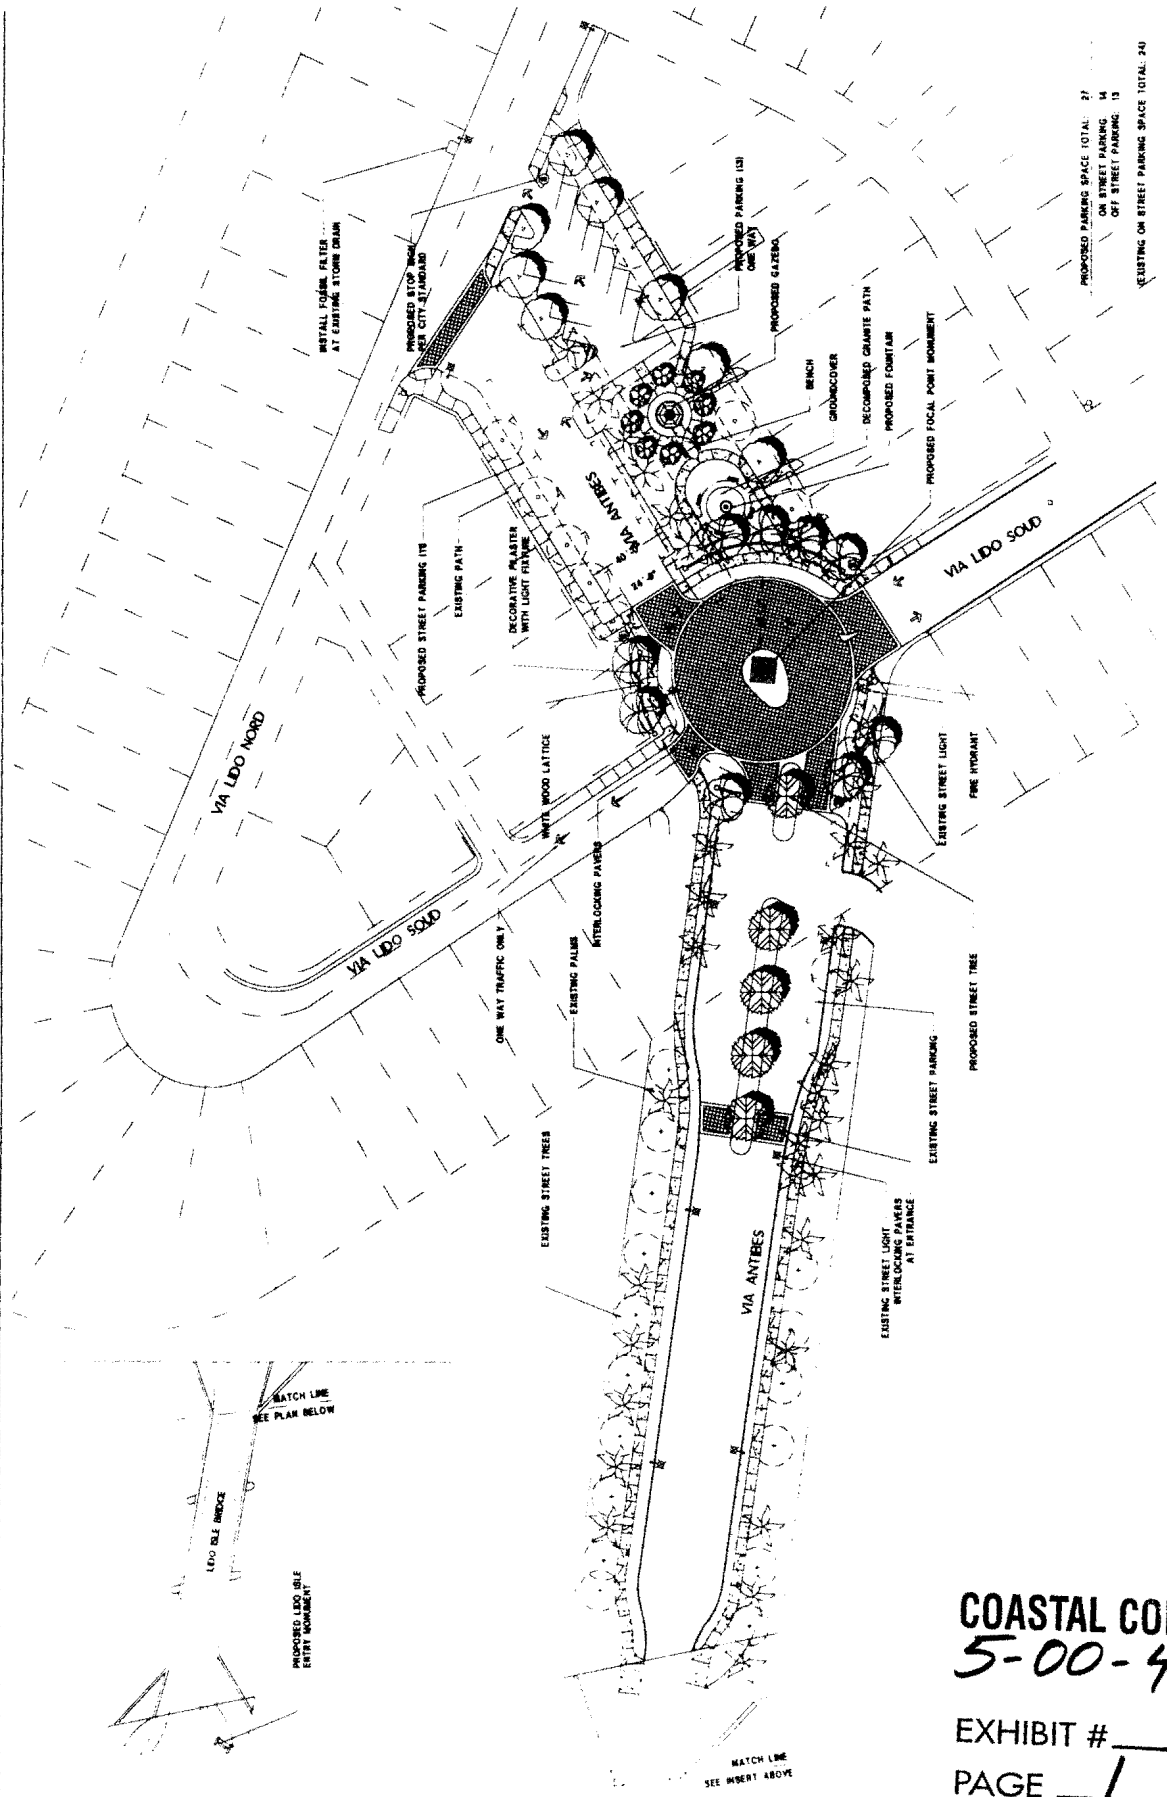 INSTALL FOSSIL FILTER
AT EXISTING STORM DRAIN
PROPOSED STOP SIGN
PER CITY STANDARD
PROPOSED PARKING (13)
ONE WAY
PROPOSED GAZEBO
BENCH
GROUNDCOVER
DECOMPOSED GRANITE PATH
PROPOSED FOUNTAIN
PROPOSED FOCAL POINT MONUMENT
PROPOSED PARKING SPACE TOTAL: 27
ON STREET PARKING: 14
OFF STREET PARKING: 13
(EXISTING ON STREET PARKING SPACE TOTAL: 24)
VIA ANTIBES
VIA LIDO SOUD
PROPOSED STREET PARKING
EXISTING PATH
DECORATIVE PILASTER
WITH LIGHT FIXTURE
VIA LIDO NORD
WHITE WOOD LATTICE
INTERLOCKING PAVERS
EXISTING STREET LIGHT
FIRE HYDRANT
VIA LIDO SOUD
ONE WAY TRAFFIC ONLY
EXISTING PALMS
PROPOSED STREET TREE
EXISTING STREET PARKING
EXISTING STREET TREES
EXISTING STREET LIGHT
INTERLOCKING PAVERS
AT ENTRANCE
VIA ANTIBES
MATCH LINE
SEE PLAN BELOW
LIDO ISLE BRIDGE
PROPOSED LIDO ISLE
ENTRY MONUMENT
MATCH LINE
SEE INSERT ABOVE
COASTAL CO
5-00-4
EXHIBIT #
PAGE 1